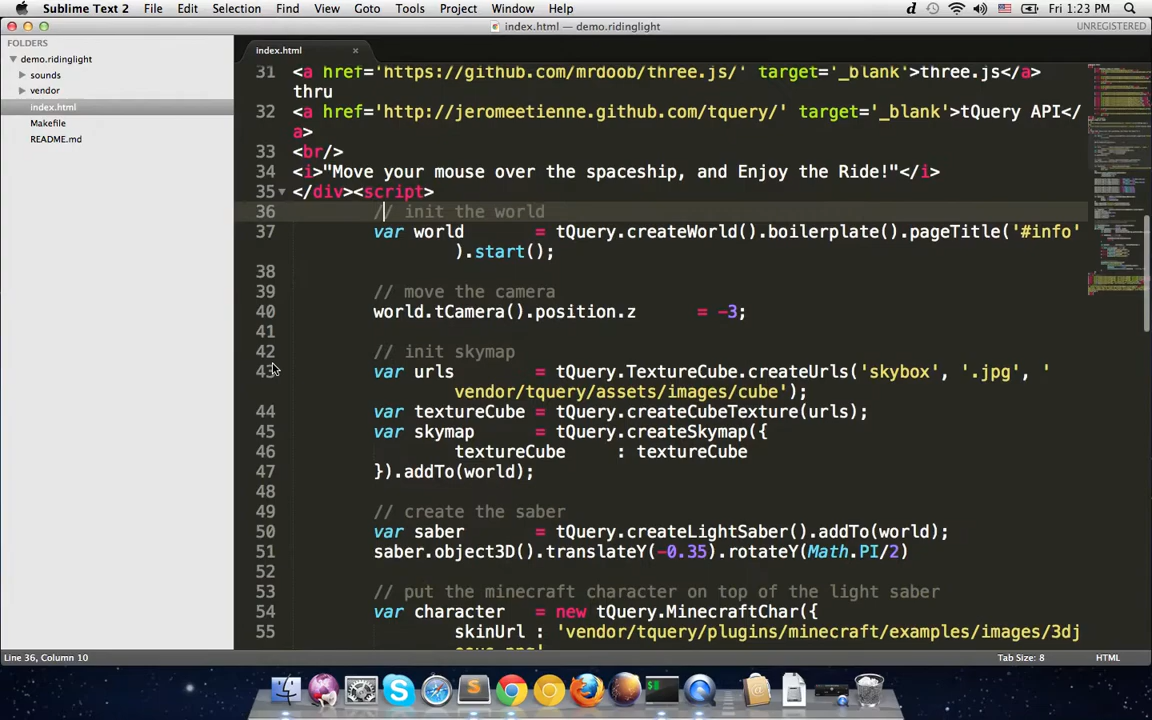 Sublime Text 2 File Edit Selection Find View Goto Tools Project Window Help
Fri 1:23 PM
index.html — demo.ridinglight
UNREGISTERED
FOLDERS
demo.ridinglight
sounds
vendor
index.html
Makefile
README.md
index.html
31 <a href='https://github.com/mrdoob/three.js/' target='_blank'>three.js</a>
thru
32 <a href='http://jeromeetienne.github.com/tquery/' target='_blank'>tQuery API</
a>
33 <br/>
34 <i>"Move your mouse over the spaceship, and Enjoy the Ride!"</i>
35 </div><script>
36 // init the world
37 var world = tQuery.createWorld().boilerplate().pageTitle('#info'
).start();
38
39 // move the camera
40 world.tCamera().position.z = -3;
41
42 // init skymap
43 var urls = tQuery.TextureCube.createUrls('skybox', '.jpg', '
vendor/tquery/assets/images/cube');
44 var textureCube = tQuery.createCubeTexture(urls);
45 var skymap = tQuery.createSkymap({
46 textureCube : textureCube
47 }).addTo(world);
48
49 // create the saber
50 var saber = tQuery.createLightSaber().addTo(world);
51 saber.object3D().translateY(-0.35).rotateY(Math.PI/2)
52
53 // put the minecraft character on top of the light saber
54 var character = new tQuery.MinecraftChar({
55 skinUrl : 'vendor/tquery/plugins/minecraft/examples/images/3dj
Line 36, Column 10
Tab Size: 8
HTML